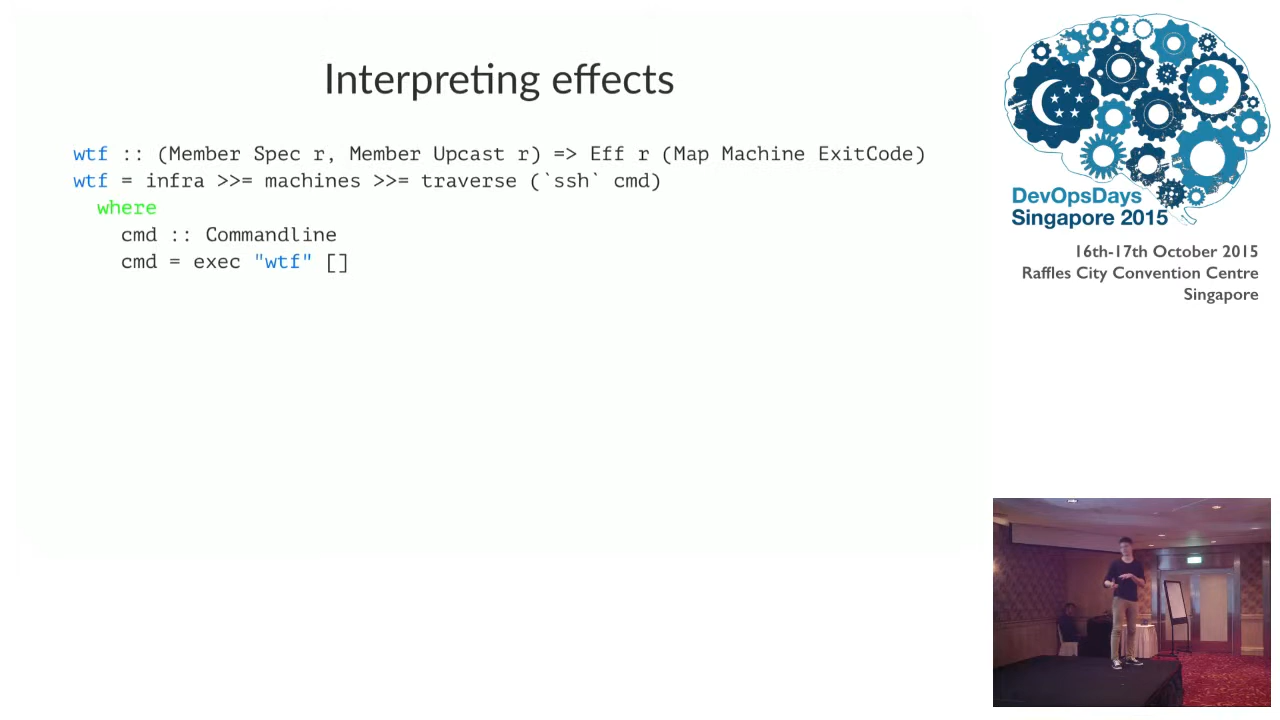 Interpreting effects
wtf :: (Member Spec r, Member Upcast r) => Eff r (Map Machine ExitCode)
wtf = infra >>= machines >>= traverse (`ssh` cmd)
where
cmd :: Commandline
cmd = exec "wtf" []
DevOpsDays
Singapore 2015
16th-17th October 2015
Raffles City Convention Centre
Singapore